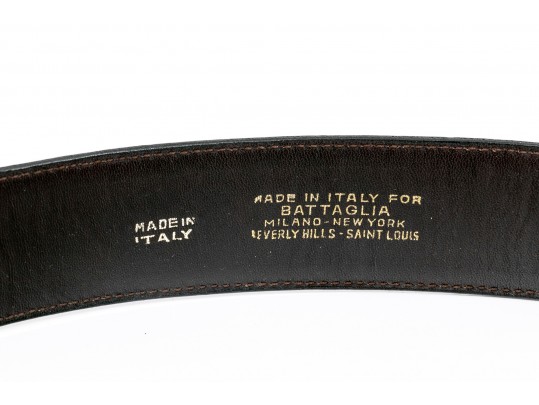 MADE IN
ITALY
MADE IN ITALY FOR
BATTAGLIA
MILANO - NEW YORK
BEVERLY HILLS - SAINT LOUIS